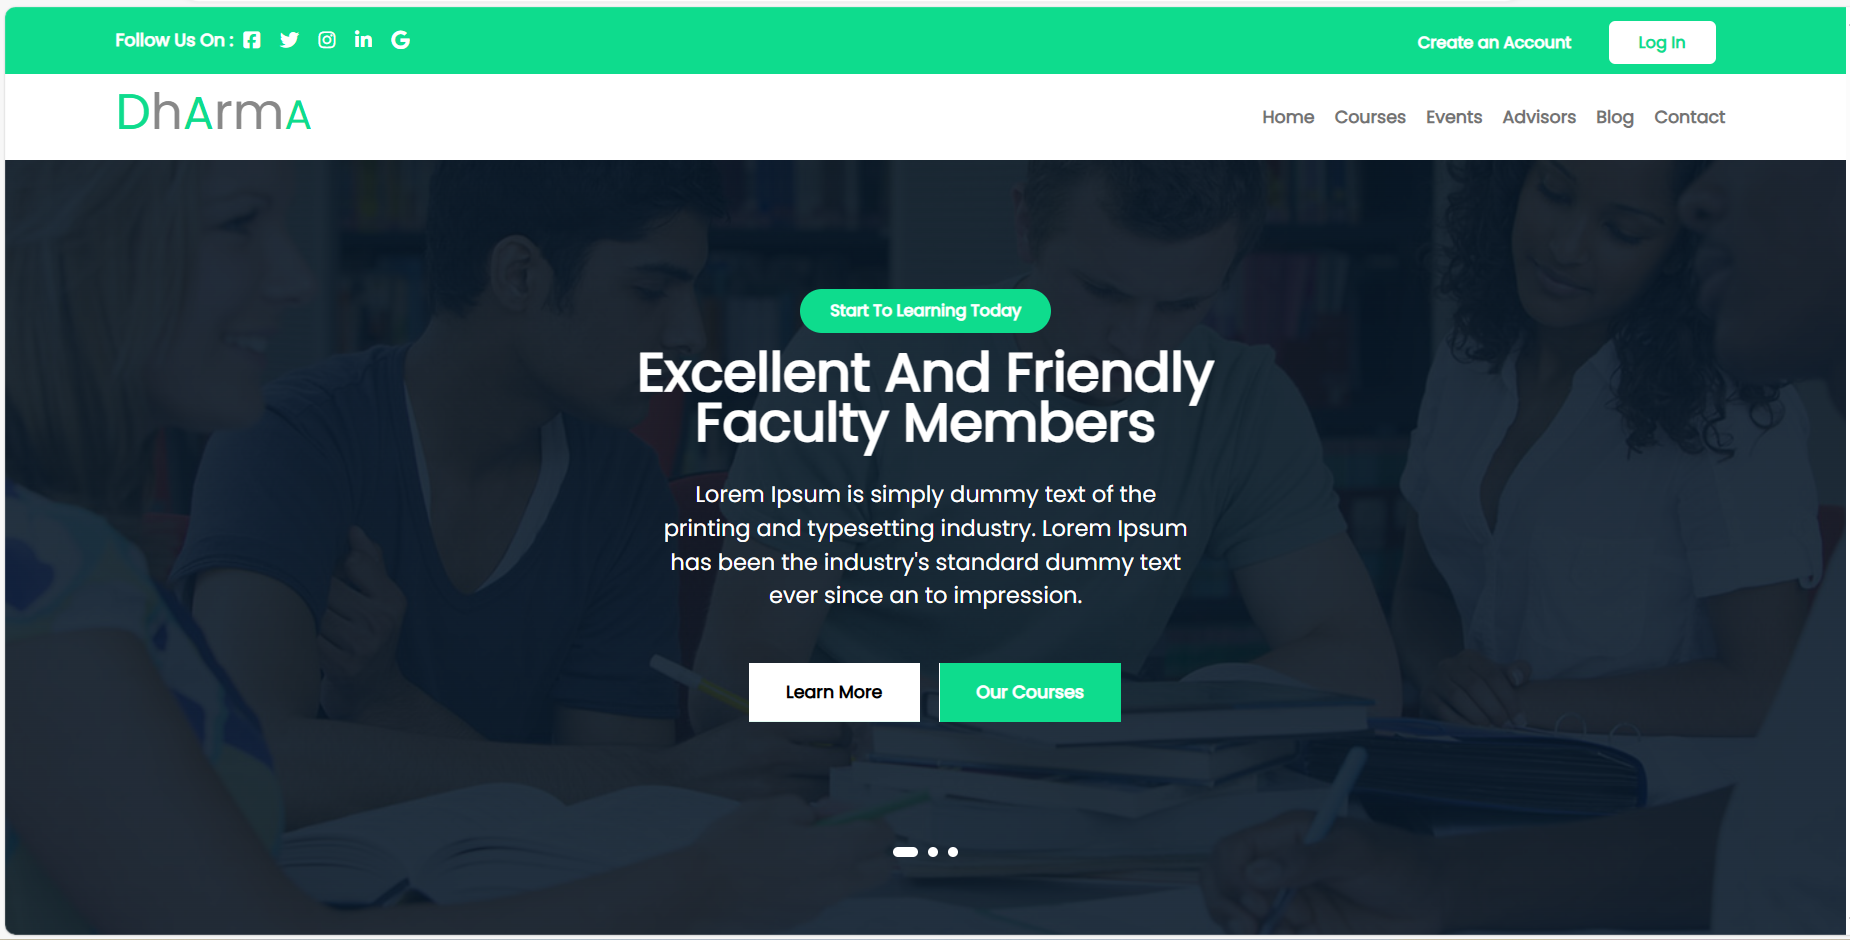 Follow Us On :
Create an Account
Log In
DhArmA
Home Courses Events Advisors Blog Contact
Start To Learning Today
Excellent And Friendly
Faculty Members
Lorem Ipsum is simply dummy text of the
printing and typesetting industry. Lorem Ipsum
has been the industry's standard dummy text
ever since an to impression.
Learn More
Our Courses